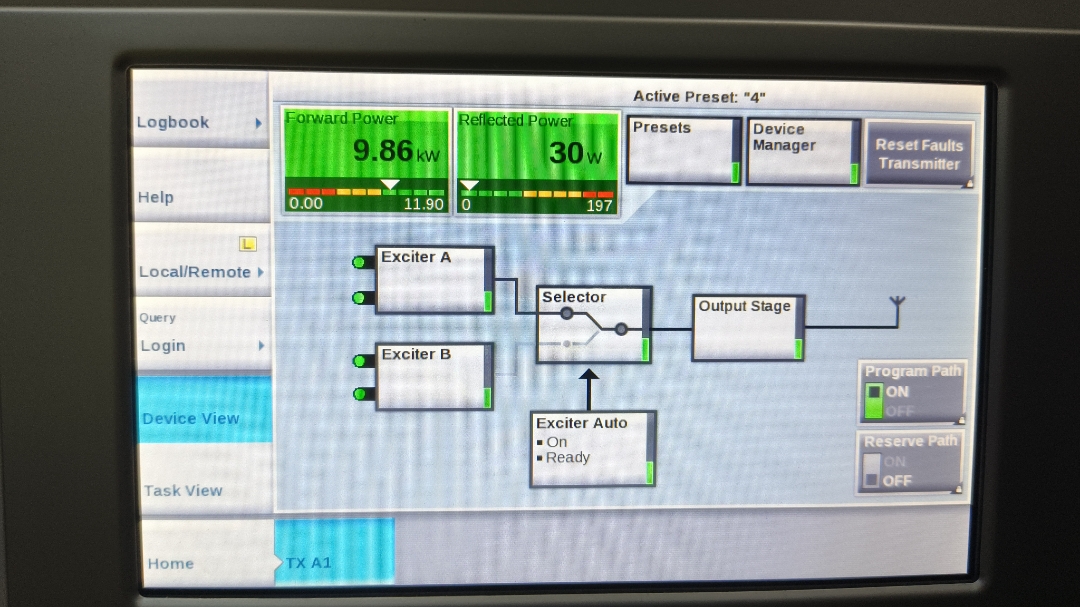 Active Preset: "4"
Logbook
Help
L
Local/Remote
Query
Login
Device View
Task View
Home
Forward Power
9.86 kW
0.00 11.90
Reflected Power
30 W
0 197
Presets
Device
Manager
Reset Faults
Transmitter
Exciter A
Exciter B
Selector
Output Stage
Exciter Auto
On
Ready
Program Path
ON
OFF
Reserve Path
ON
OFF
TX A1